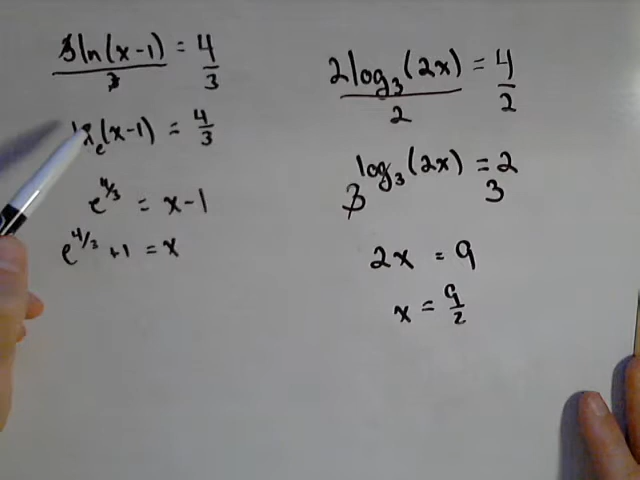 3ln(x-1) = 4
3 3
ln e (x-1) = 4/3
e^4/3 = x-1
e^4/3 +1 = x
2log₃(2x) = 4
2 2
log₃(2x) = 2
3 3
2x = 9
x = 9/2